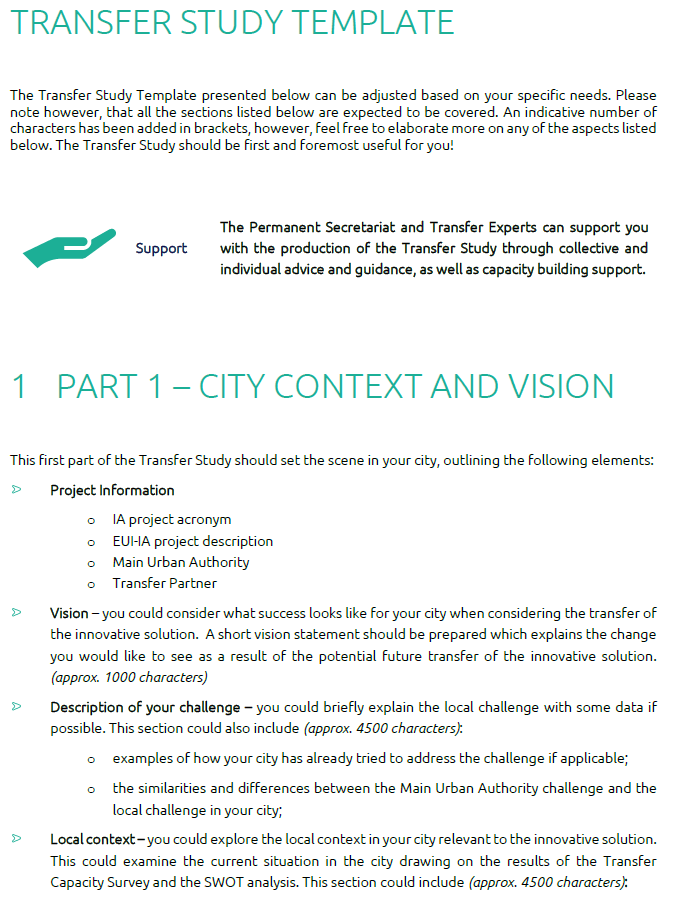 TRANSFER STUDY TEMPLATE
The Transfer Study Template presented below can be adjusted based on your specific needs. Please
note however, that all the sections listed below are expected to be covered. An indicative number of
characters has been added in brackets, however, feel free to elaborate more on any of the aspects listed
below. The Transfer Study should be first and foremost useful for you!
Support
The Permanent Secretariat and Transfer Experts can support you
with the production of the Transfer Study through collective and
individual advice and guidance, as well as capacity building support.
1 PART 1 – CITY CONTEXT AND VISION
This first part of the Transfer Study should set the scene in your city, outlining the following elements:
Project Information
o IA project acronym
o EUI-IA project description
o Main Urban Authority
o Transfer Partner
Vision – you could consider what success looks like for your city when considering the transfer of
the innovative solution. A short vision statement should be prepared which explains the change
you would like to see as a result of the potential future transfer of the innovative solution.
(approx. 1000 characters)
Description of your challenge – you could briefly explain the local challenge with some data if
possible. This section could also include (approx. 4500 characters):
o examples of how your city has already tried to address the challenge if applicable;
o the similarities and differences between the Main Urban Authority challenge and the
local challenge in your city;
Local context – you could explore the local context in your city relevant to the innovative solution.
This could examine the current situation in the city drawing on the results of the Transfer
Capacity Survey and the SWOT analysis. This section could include (approx. 4500 characters):